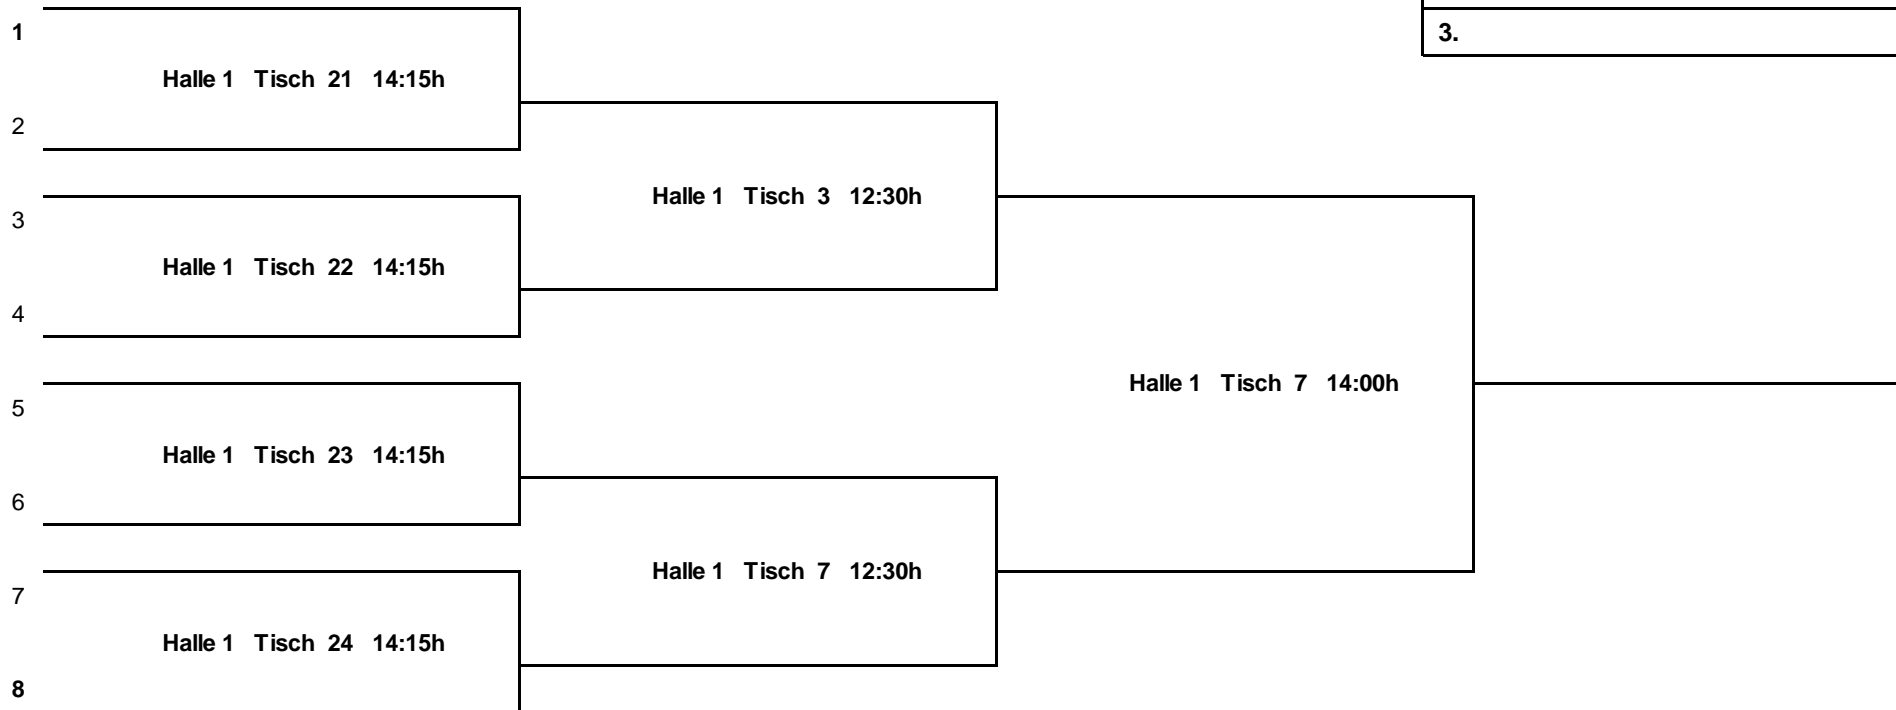 1
3.
Halle 1 Tisch 21 14:15h
2
Halle 1 Tisch 3 12:30h
3
Halle 1 Tisch 22 14:15h
4
Halle 1 Tisch 7 14:00h
5
Halle 1 Tisch 23 14:15h
6
Halle 1 Tisch 7 12:30h
7
Halle 1 Tisch 24 14:15h
8